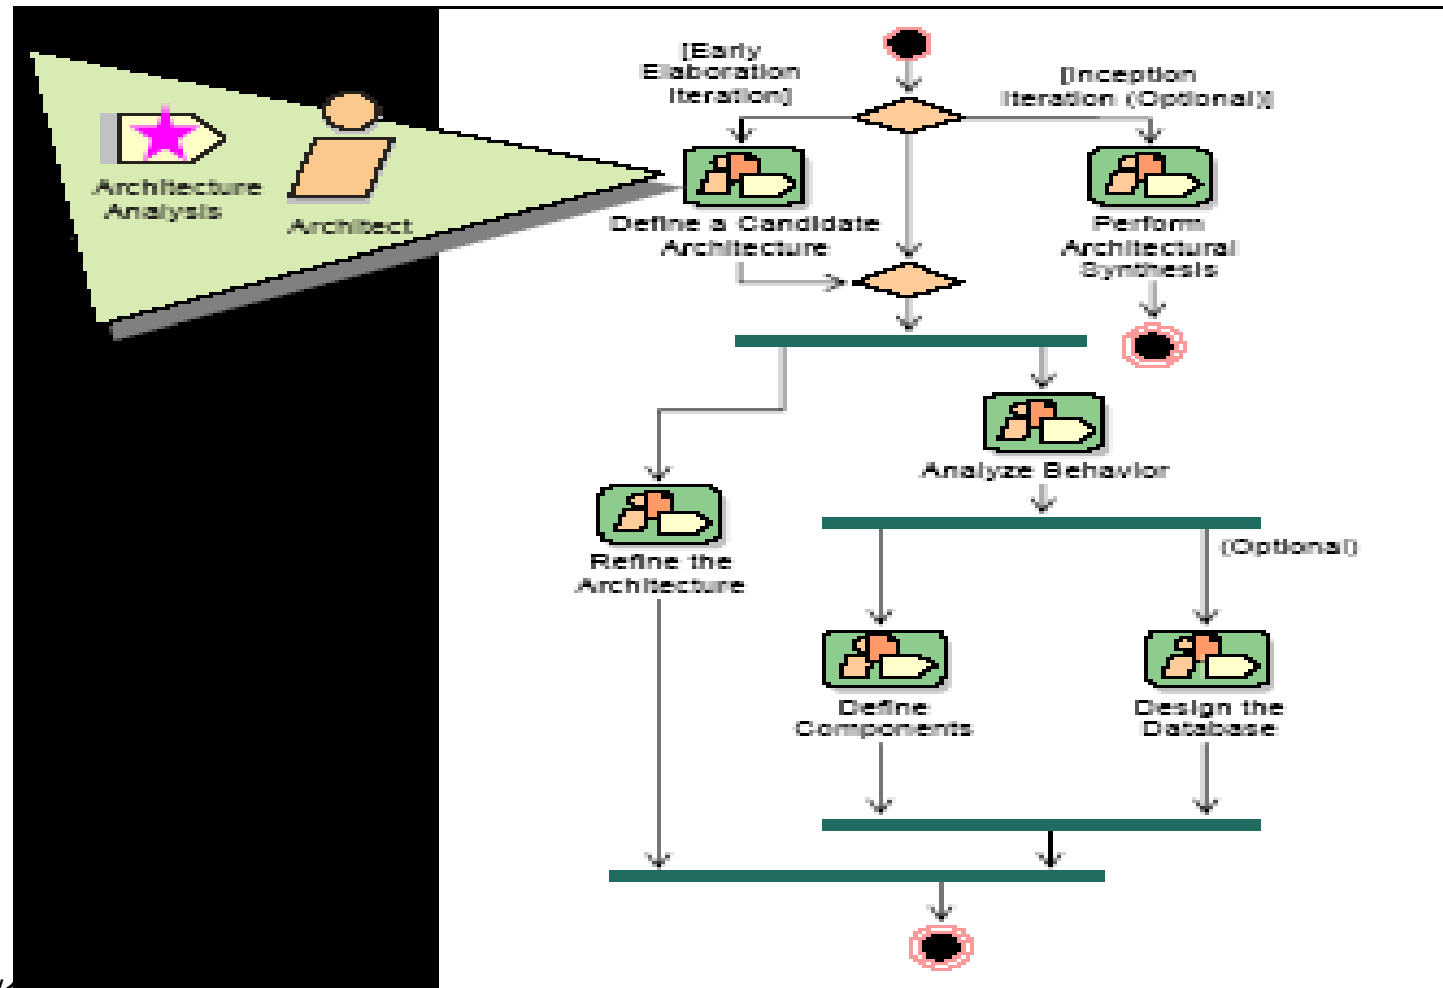 [Early
Elaboration
Iteration]
[Inception
Iteration (Optional)]
Architecture
Analysis
Architect
Define a Candidate
Architecture
Perform
Architectural
Synthesis
Analyze Behavior
(Optional)
Refine the
Architecture
Define
Components
Design the
Database